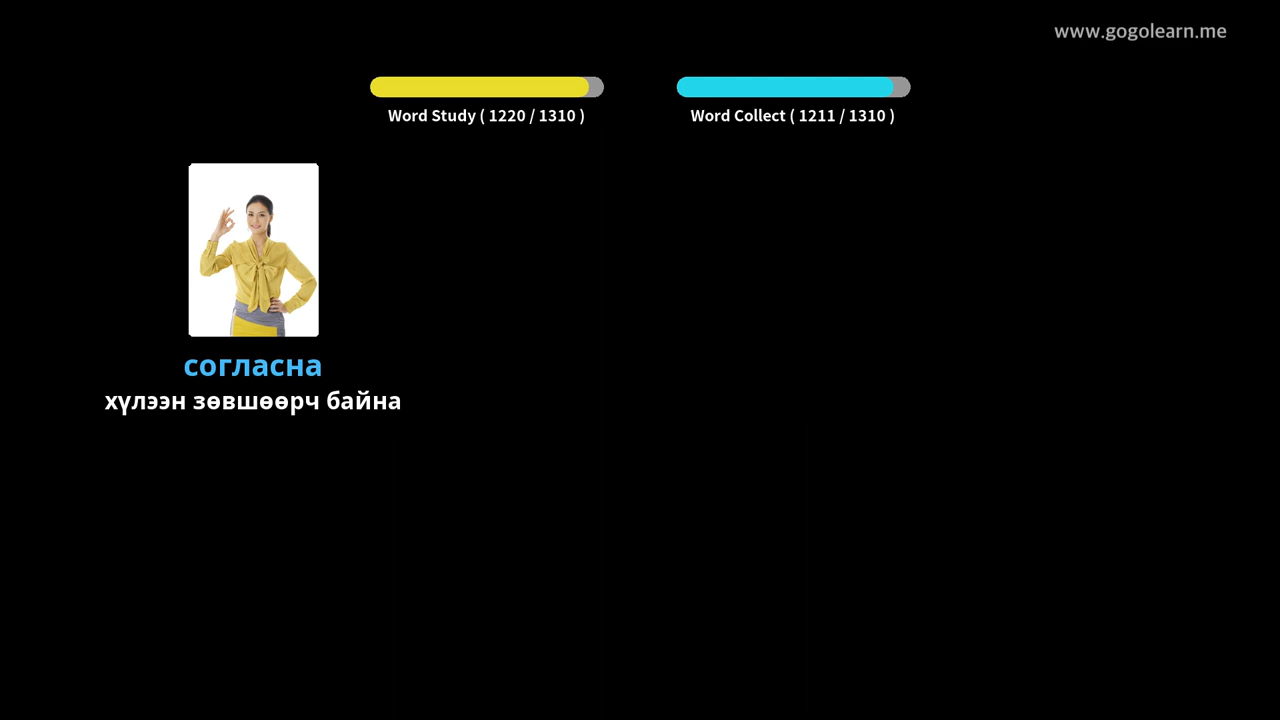 www.gogolearn.me
Word Study ( 1220 / 1310 )
Word Collect ( 1211 / 1310 )
согласна
хүлээн зөвшөөрч байна